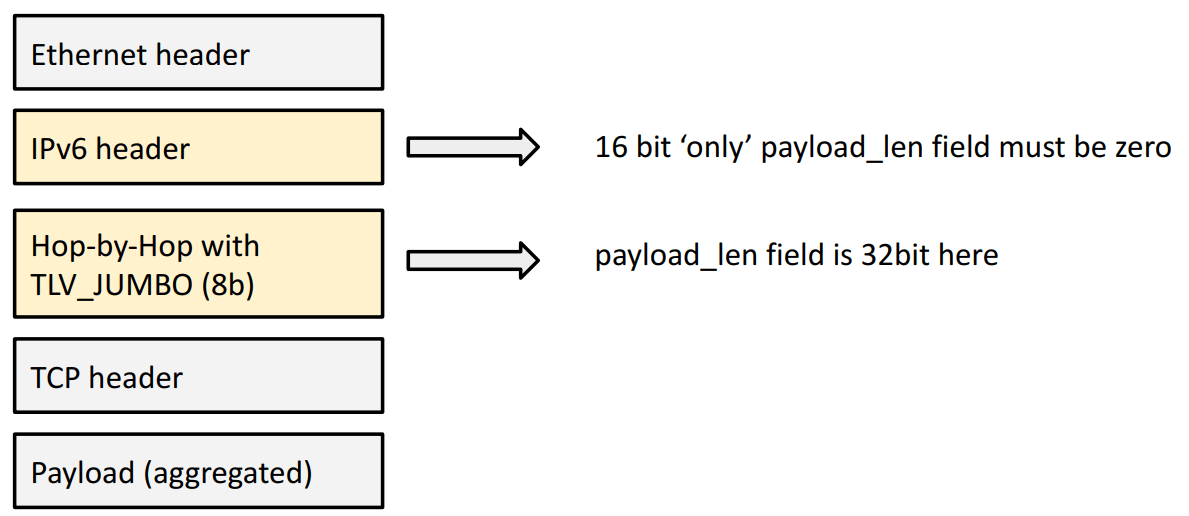 Ethernet header
IPv6 header
16 bit ‘only’ payload_len field must be zero
Hop-by-Hop with
TLV_JUMBO (8b)
payload_len field is 32bit here
TCP header
Payload (aggregated)